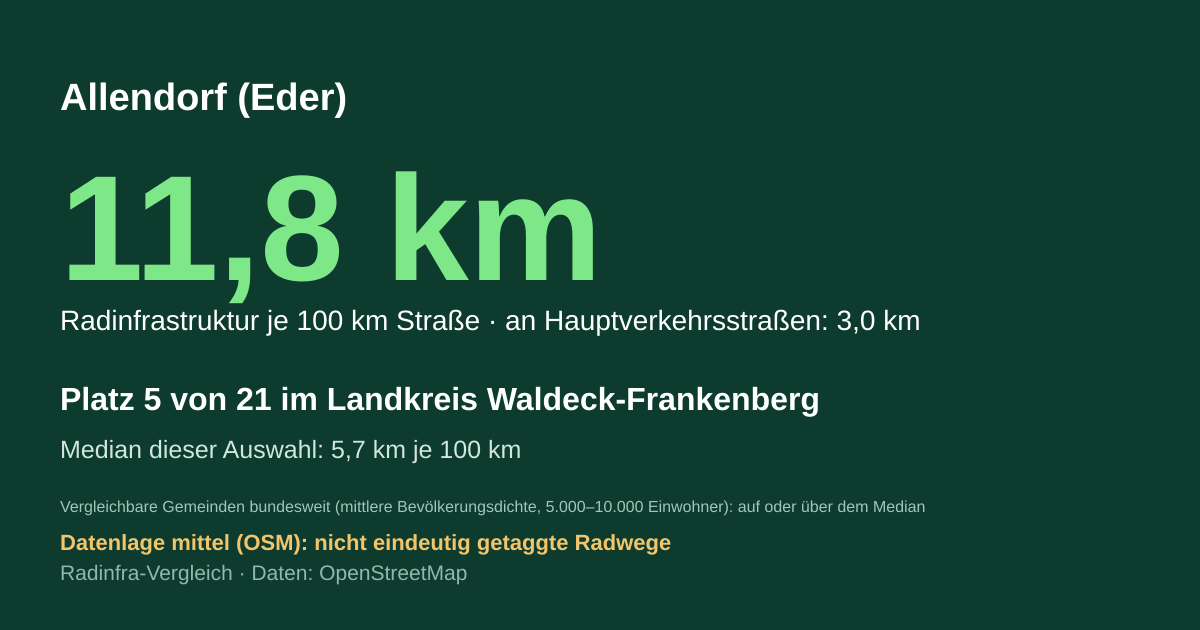 Allendorf (Eder)
11,8 km
Radinfrastruktur je 100 km Straße · an Hauptverkehrsstraßen: 3,0 km
Platz 5 von 21 im Landkreis Waldeck-Frankenberg
Median dieser Auswahl: 5,7 km je 100 km
Vergleichbare Gemeinden bundesweit (mittlere Bevölkerungsdichte, 5.000–10.000 Einwohner): auf oder über dem Median
Datenlage mittel (OSM): nicht eindeutig getaggte Radwege
Radinfra-Vergleich · Daten: OpenStreetMap